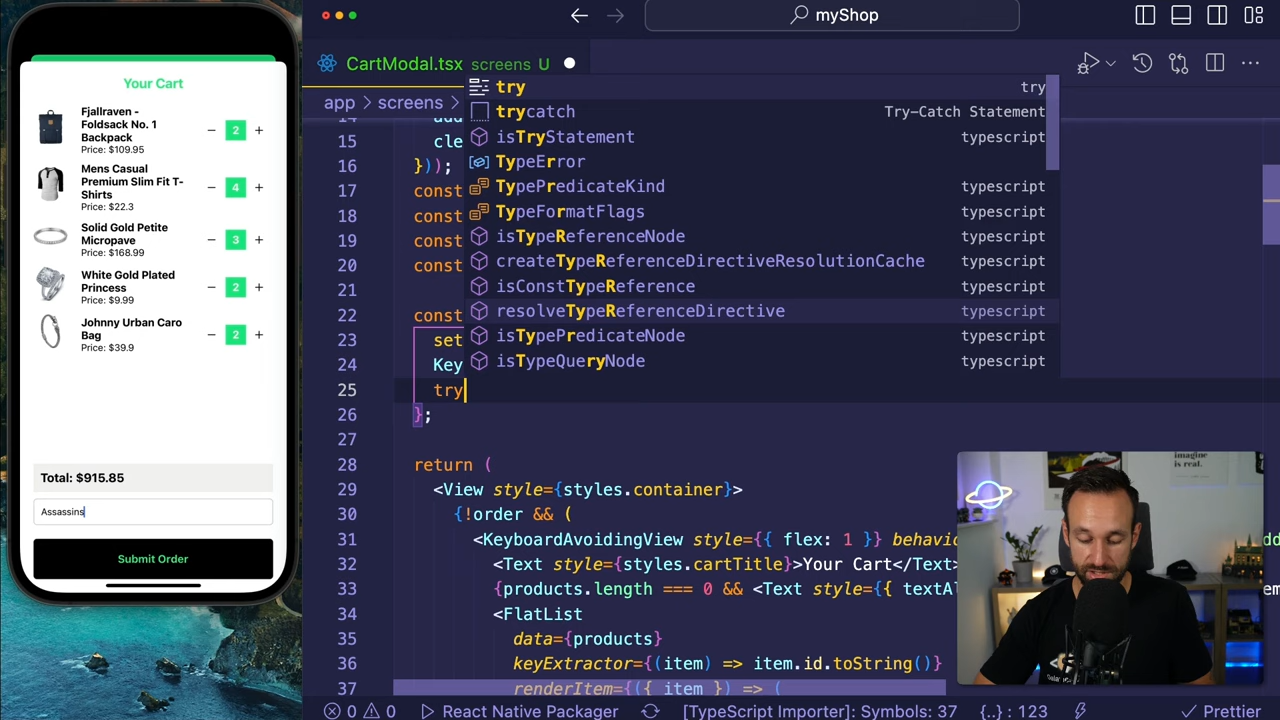 myShop
CartModal.tsx screens U
app > screens >
try try
trycatch Try-Catch Statement
isTryStatement typescript
TypeError
TypePredicateKind typescript
TypeFormatFlags typescript
isTypeReferenceNode typescript
createTypeReferenceDirectiveResolutionCache
isConstTypeReference typescript
resolveTypeReferenceDirective typescript
isTypePredicateNode typescript
isTypeQueryNode typescript
15 cle
16 }));
17 const
18 const
19 const
20 const
21
22 const
23 set
24 Key
25 try
26 };
27
28 return (
29 <View style={styles.container}>
30 {!order && (
31 <KeyboardAvoidingView style={{ flex: 1 }} behavio
32 <Text style={styles.cartTitle}>Your Cart</Text>
33 {products.length === 0 && <Text style={{ textAl
34 <FlatList
35 data={products}
36 keyExtractor={(item) => item.id.toString()}
37 renderItem={({ item }) => (
0 0 React Native Packager [TypeScript Importer]: Symbols: 37 {..} : 123 Prettier
Your Cart
Fjallraven -
Foldsack No. 1
Backpack
Price: $109.95
− 2 +
Mens Casual
Premium Slim Fit T-
Shirts
Price: $22.3
− 4 +
Solid Gold Petite
Micropave
Price: $168.99
− 3 +
White Gold Plated
Princess
Price: $9.99
− 2 +
Johnny Urban Caro
Bag
Price: $39.9
− 2 +
Total: $915.85
Assassins
Submit Order
imagine
is real.